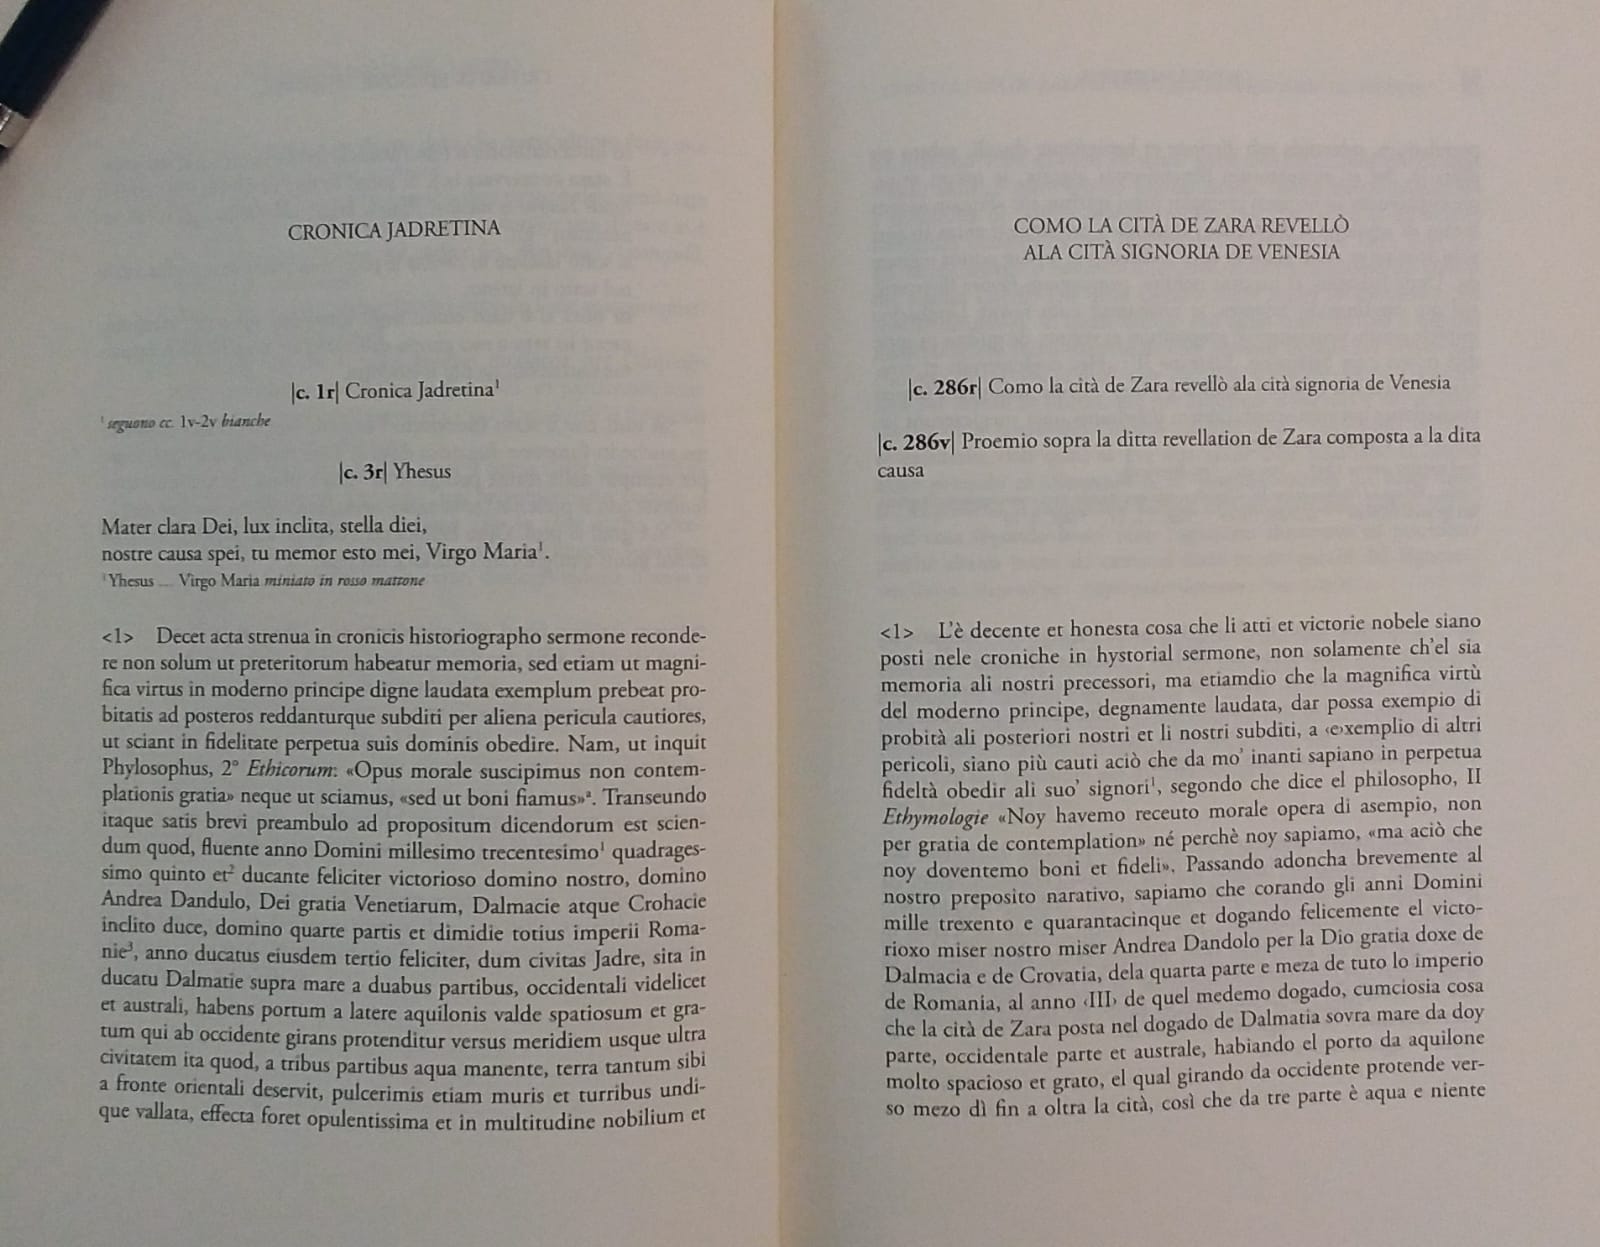 CRONICA JADRETINA
|c. 1r| Cronica Jadretina¹
¹ seguono cc. 1v-2v bianche
|c. 3r| Yhesus
Mater clara Dei, lux inclita, stella diei,
nostre causa spei, tu memor esto mei, Virgo Maria¹.
¹ Yhesus ... Virgo Maria miniato in rosso mattone
<1> Decet acta strenua in cronicis historiographo sermone reconde-
re non solum ut preteritorum habeatur memoria, sed etiam ut magni-
fica virtus in moderno principe digne laudata exemplum prebeat pro-
bitatis ad posteros reddanturque subditi per aliena pericula cautiores,
ut sciant in fidelitate perpetua suis dominis obedire. Nam, ut inquit
Phylosophus, 2° Ethicorum: «Opus morale suscipimus non contem-
plationis gratia» neque ut sciamus, «sed ut boni fiamus»ª. Transeundo
itaque satis brevi preambulo ad propositum dicendorum est scien-
dum quod, fluente anno Domini millesimo trecentesimo¹ quadrages-
simo quinto et² ducante feliciter victorioso domino nostro, domino
Andrea Dandulo, Dei gratia Venetiarum, Dalmacie atque Crohacie
inclito duce, domino quarte partis et dimidie totius imperii Roma-
nie³, anno ducatus eiusdem tertio feliciter, dum civitas Jadre, sita in
ducatu Dalmatie supra mare a duabus partibus, occidentali videlicet
et australi, habens portum a latere aquilonis valde spatiosum et gra-
tum qui ab occidente girans protenditur versus meridiem usque ultra
civitatem ita quod, a tribus partibus aqua manente, terra tantum sibi
a fronte orientali deservit, pulcerimis etiam muris et turribus undi-
que vallata, effecta foret opulentissima et in multitudine nobilium et
COMO LA CITÀ DE ZARA REVELLÒ
ALA CITÀ SIGNORIA DE VENESIA
|c. 286r| Como la cità de Zara revellò ala cità signoria de Venesia
|c. 286v| Proemio sopra la ditta revellation de Zara composta a la dita
causa
<1> L'è decente et honesta cosa che li atti et victorie nobele siano
posti nele croniche in hystorial sermone, non solamente ch'el sia
memoria ali nostri precessori, ma etiamdio che la magnifica virtù
del moderno principe, degnamente laudata, dar possa exempio di
probità ali posteriori nostri et li nostri subditi, a ‹e›xemplio di altri
pericoli, siano più cauti aciò che da mo' inanti sapiano in perpetua
fideltà obedir ali suo' signori¹, segondo che dice el philosopho, II
Ethymologie «Noy havemo receuto morale opera di asempio, non
per gratia de contemplation» né perchè noy sapiamo, «ma aciò che
noy doventemo boni et fideli». Passando adoncha brevemente al
nostro preposito narativo, sapiamo che corando gli anni Domini
mille trexento e quarantacinque et dogando felicemente el victo-
rioxo miser nostro miser Andrea Dandolo per la Dio gratia doxe de
Dalmacia e de Crovatia, dela quarta parte e meza de tuto lo imperio
de Romania, al anno ‹III› de quel medemo dogado, cumciosia cosa
che la cità de Zara posta nel dogado de Dalmatia sovra mare da doy
parte, occidentale parte et australe, habiando el porto da aquilone
molto spacioso et grato, el qual girando da occidente protende ver-
so mezo dì fin a oltra la cità, così che da tre parte è aqua e niente